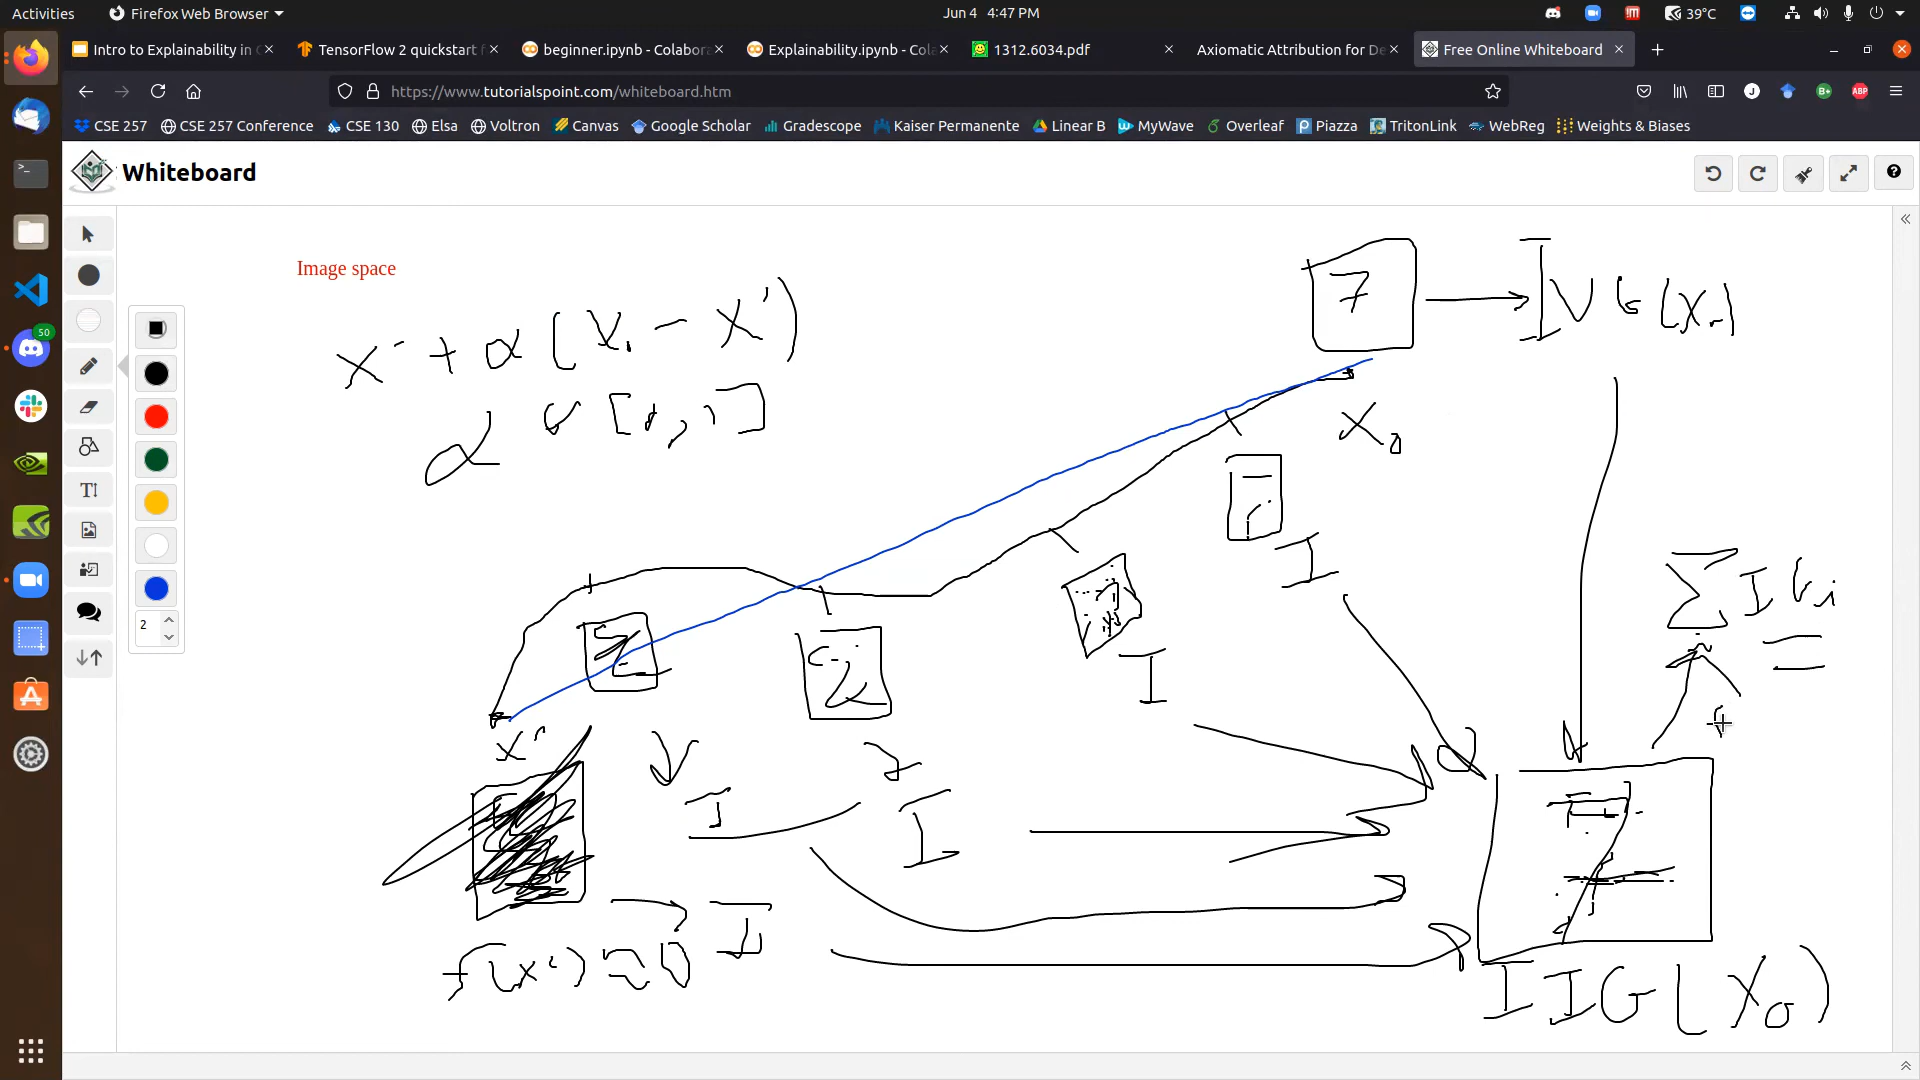 Activities
Firefox Web Browser
Jun 4 4:47 PM
39°C
Intro to Explainability in C
TensorFlow 2 quickstart f
beginner.ipynb - Colabora
Explainability.ipynb - Cola
1312.6034.pdf
Axiomatic Attribution for De
Free Online Whiteboard
https://www.tutorialspoint.com/whiteboard.htm
CSE 257
CSE 257 Conference
CSE 130
Elsa
Voltron
Canvas
Google Scholar
Gradescope
Kaiser Permanente
Linear B
MyWave
Overleaf
Piazza
TritonLink
WebReg
Weights & Biases
Whiteboard
50
2
Image space
x' + α (x₀ - x')
7
x₀
x'
2
f(x') ≈ 0
I
Σ IG i
IIG(x₀)